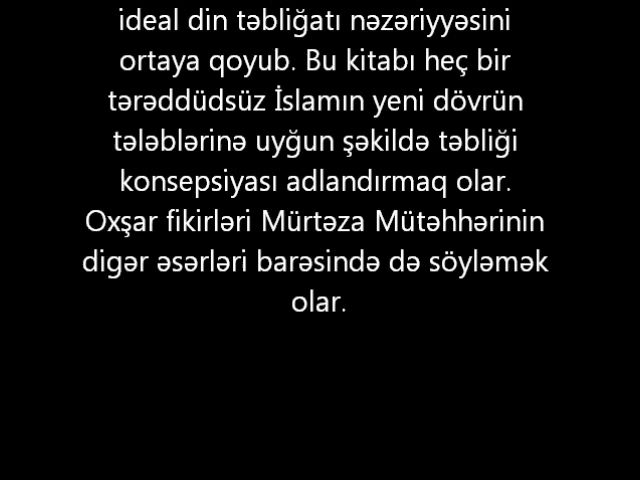 ideal din təbliğatı nəzəriyyəsini
ortaya qoyub. Bu kitabı heç bir
tərəddüdsüz İslamın yeni dövrün
tələblərinə uyğun şəkildə təbliği
konsepsiyası adlandırmaq olar.
Oxşar fikirləri Mürtəza Mütəhhərinin
digər əsərləri barəsində də söyləmək
olar.